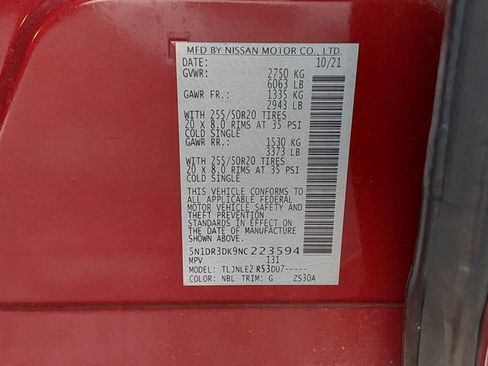 MFD BY NISSAN MOTOR CO., LTD.
DATE: 10/21
GVWR: 2750 KG
6063 LB
GAWR FR.: 1335 KG
2943 LB
WITH 255/50R20 TIRES
20 X 8.0 RIMS AT 35 PSI
COLD SINGLE
GAWR RR.: 1530 KG
3373 LB
WITH 255/50R20 TIRES
20 X 8.0 RIMS AT 35 PSI
COLD SINGLE
THIS VEHICLE CONFORMS TO
ALL APPLICABLE FEDERAL
MOTOR VEHICLE SAFETY AND
THEFT PREVENTION
STANDARDS IN EFFECT ON
THE DATE OF MANUFACTURE
SHOWN ABOVE.
5N1DR3DK9NC223594
MPV 131
MODEL: TLJNLE2 R53DU7-----
COLOR: NBL TRIM: G ZS30A